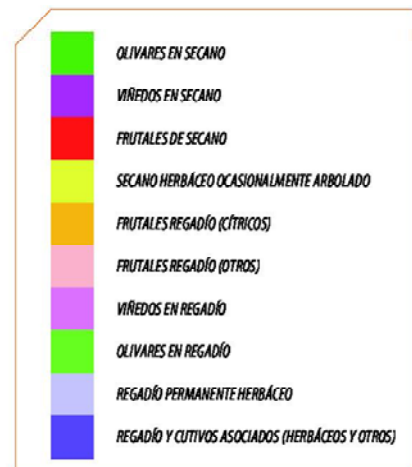 OLIVARES EN SECANO
VIÑEDOS EN SECANO
FRUTALES DE SECANO
SECANO HERBÁCEO OCASIONALMENTE ARBOLADO
FRUTALES REGADÍO (CÍTRICOS)
FRUTALES REGADÍO (OTROS)
VIÑEDOS EN REGADÍO
OLIVARES EN REGADÍO
REGADÍO PERMANENTE HERBÁCEO
REGADÍO Y CUTIVOS ASOCIADOS (HERBÁCEOS Y OTROS)